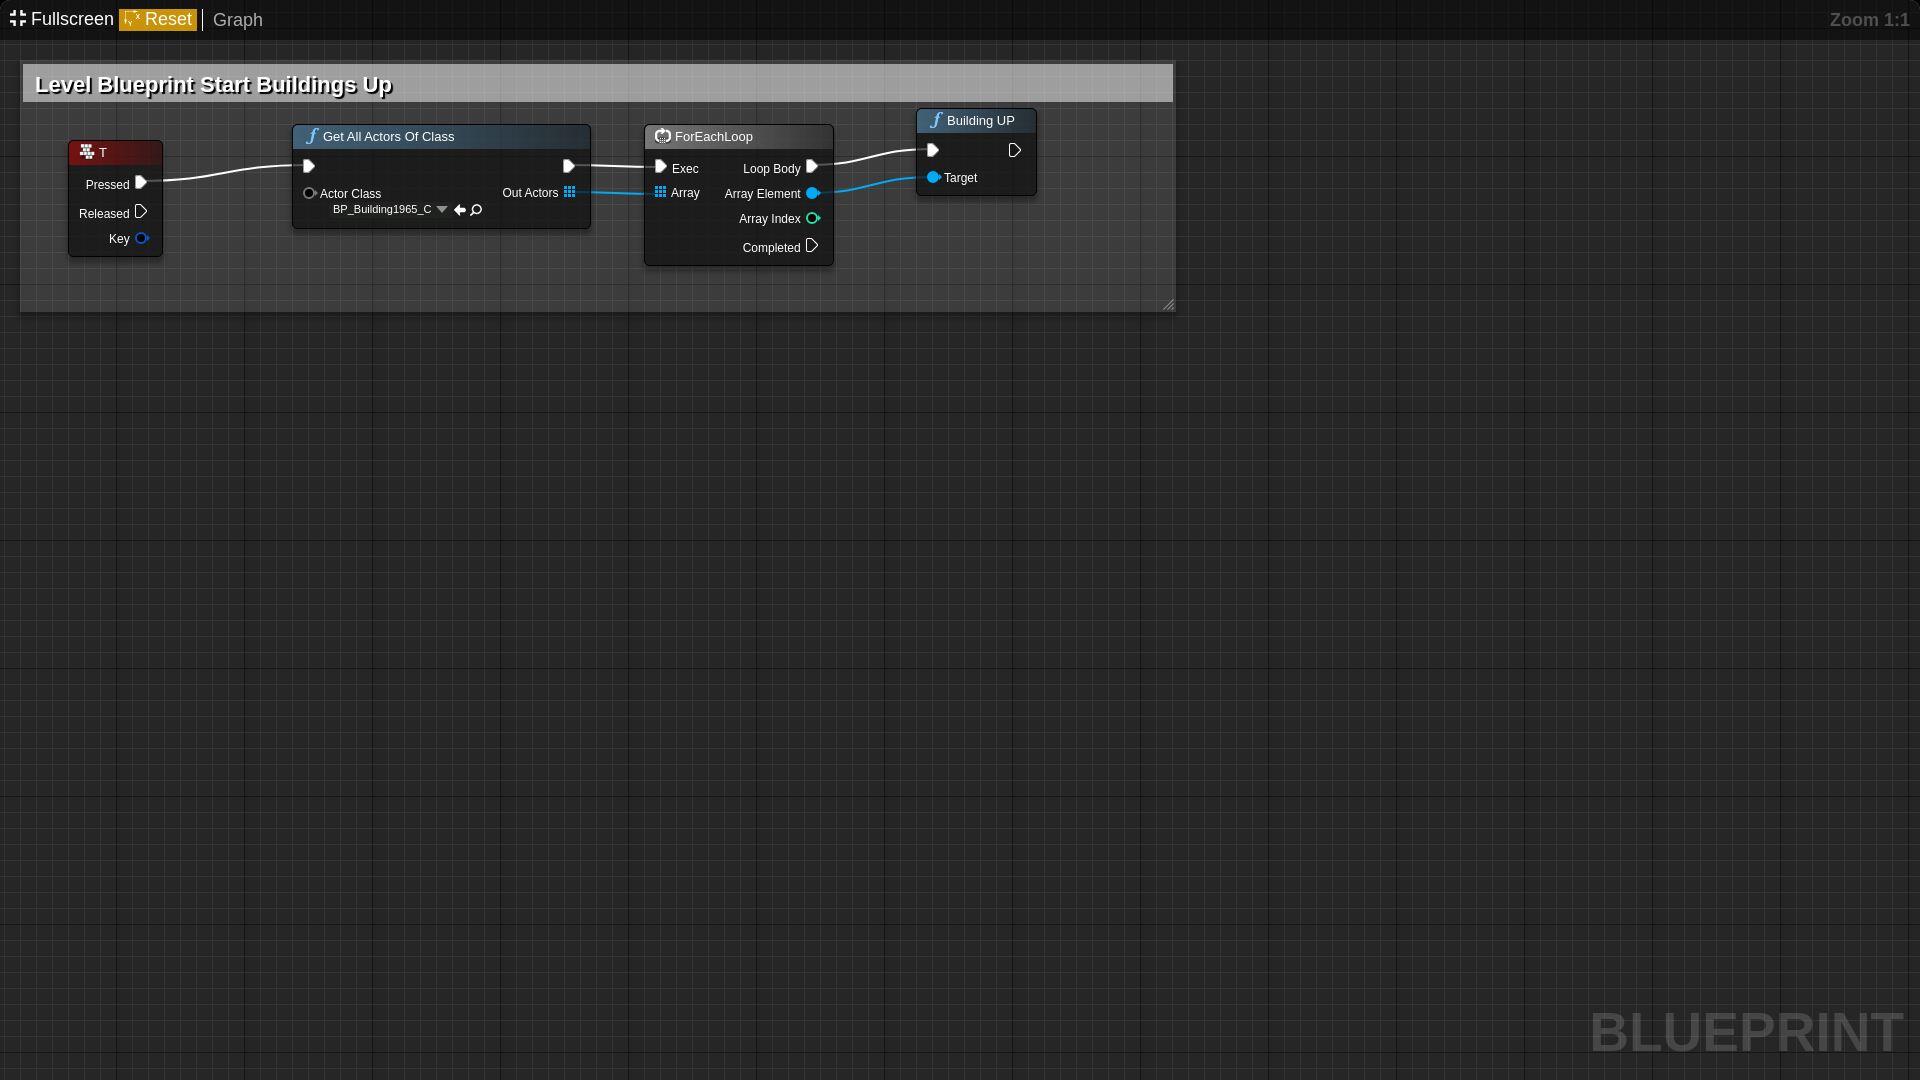 Fullscreen Reset Graph Zoom 1:1
Level Blueprint Start Buildings Up
T
Pressed
Released
Key
Get All Actors Of Class
Actor Class
BP_Building1965_C
Out Actors
ForEachLoop
Exec
Array
Loop Body
Array Element
Array Index
Completed
Building UP
Target
BLUEPRINT